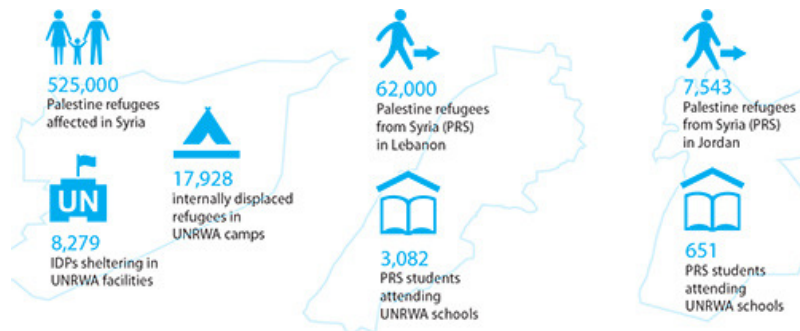 525,000
Palestine refugees
affected in Syria
17,928
internally displaced
refugees in
UNRWA camps
UN
8,279
IDPs sheltering in
UNRWA facilities
62,000
Palestine refugees
from Syria (PRS)
in Lebanon
3,082
PRS students
attending
UNRWA schools
7,543
Palestine refugees
from Syria (PRS)
in Jordan
651
PRS students
attending
UNRWA schools